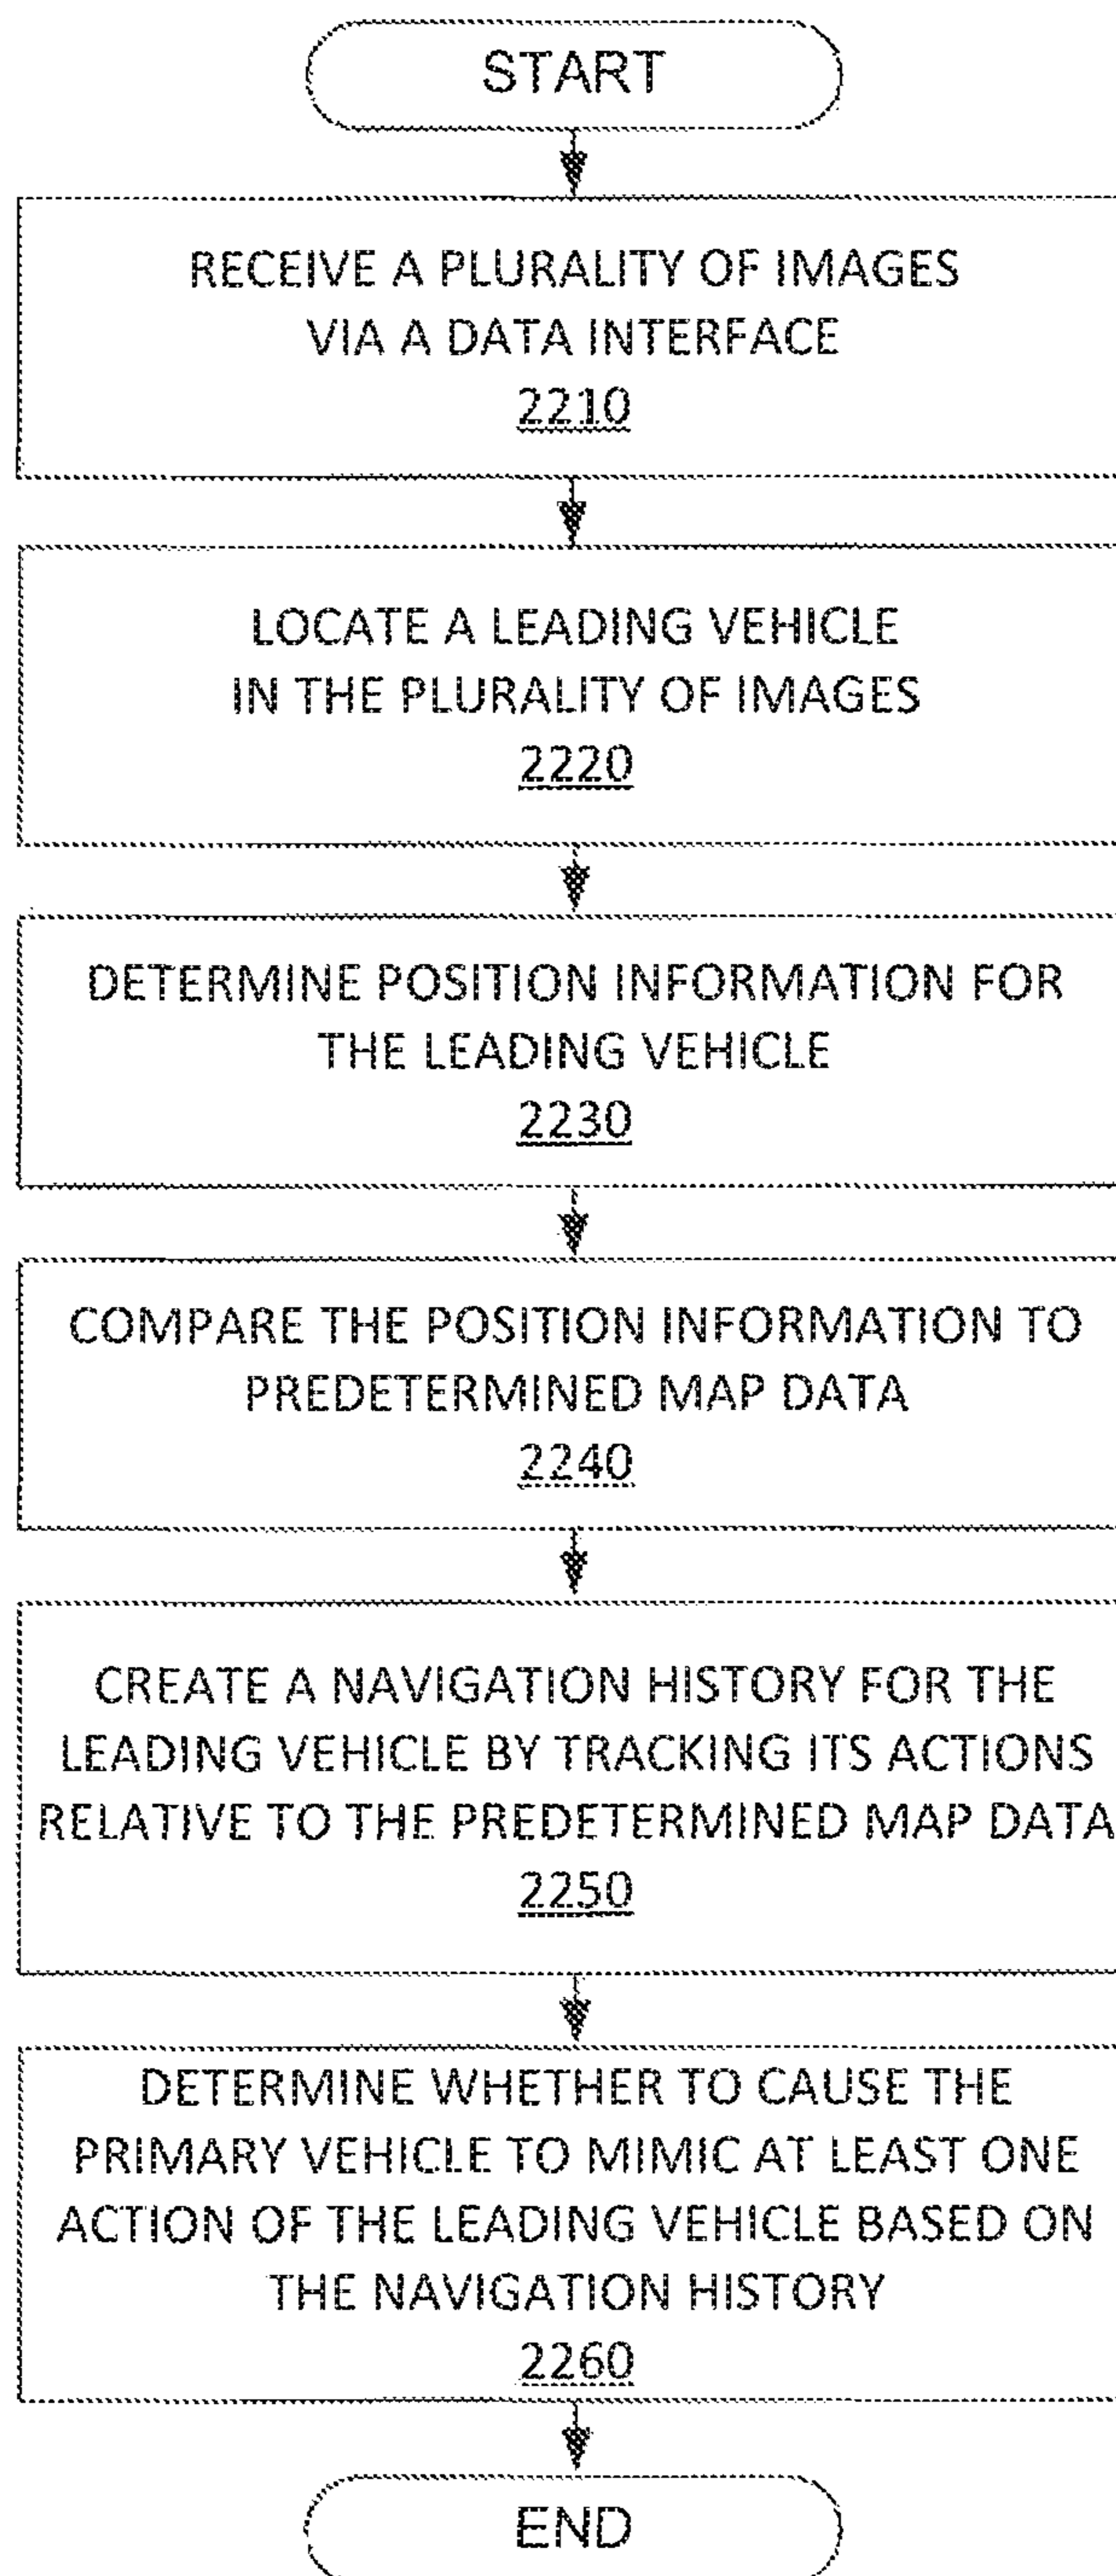 START
RECEIVE A PLURALITY OF IMAGES
VIA A DATA INTERFACE
2210
LOCATE A LEADING VEHICLE
IN THE PLURALITY OF IMAGES
2220
DETERMINE POSITION INFORMATION FOR
THE LEADING VEHICLE
2230
COMPARE THE POSITION INFORMATION TO
PREDETERMINED MAP DATA
2240
CREATE A NAVIGATION HISTORY FOR THE
LEADING VEHICLE BY TRACKING ITS ACTIONS
RELATIVE TO THE PREDETERMINED MAP DATA
2250
DETERMINE WHETHER TO CAUSE THE
PRIMARY VEHICLE TO MIMIC AT LEAST ONE
ACTION OF THE LEADING VEHICLE BASED ON
THE NAVIGATION HISTORY
2260
END